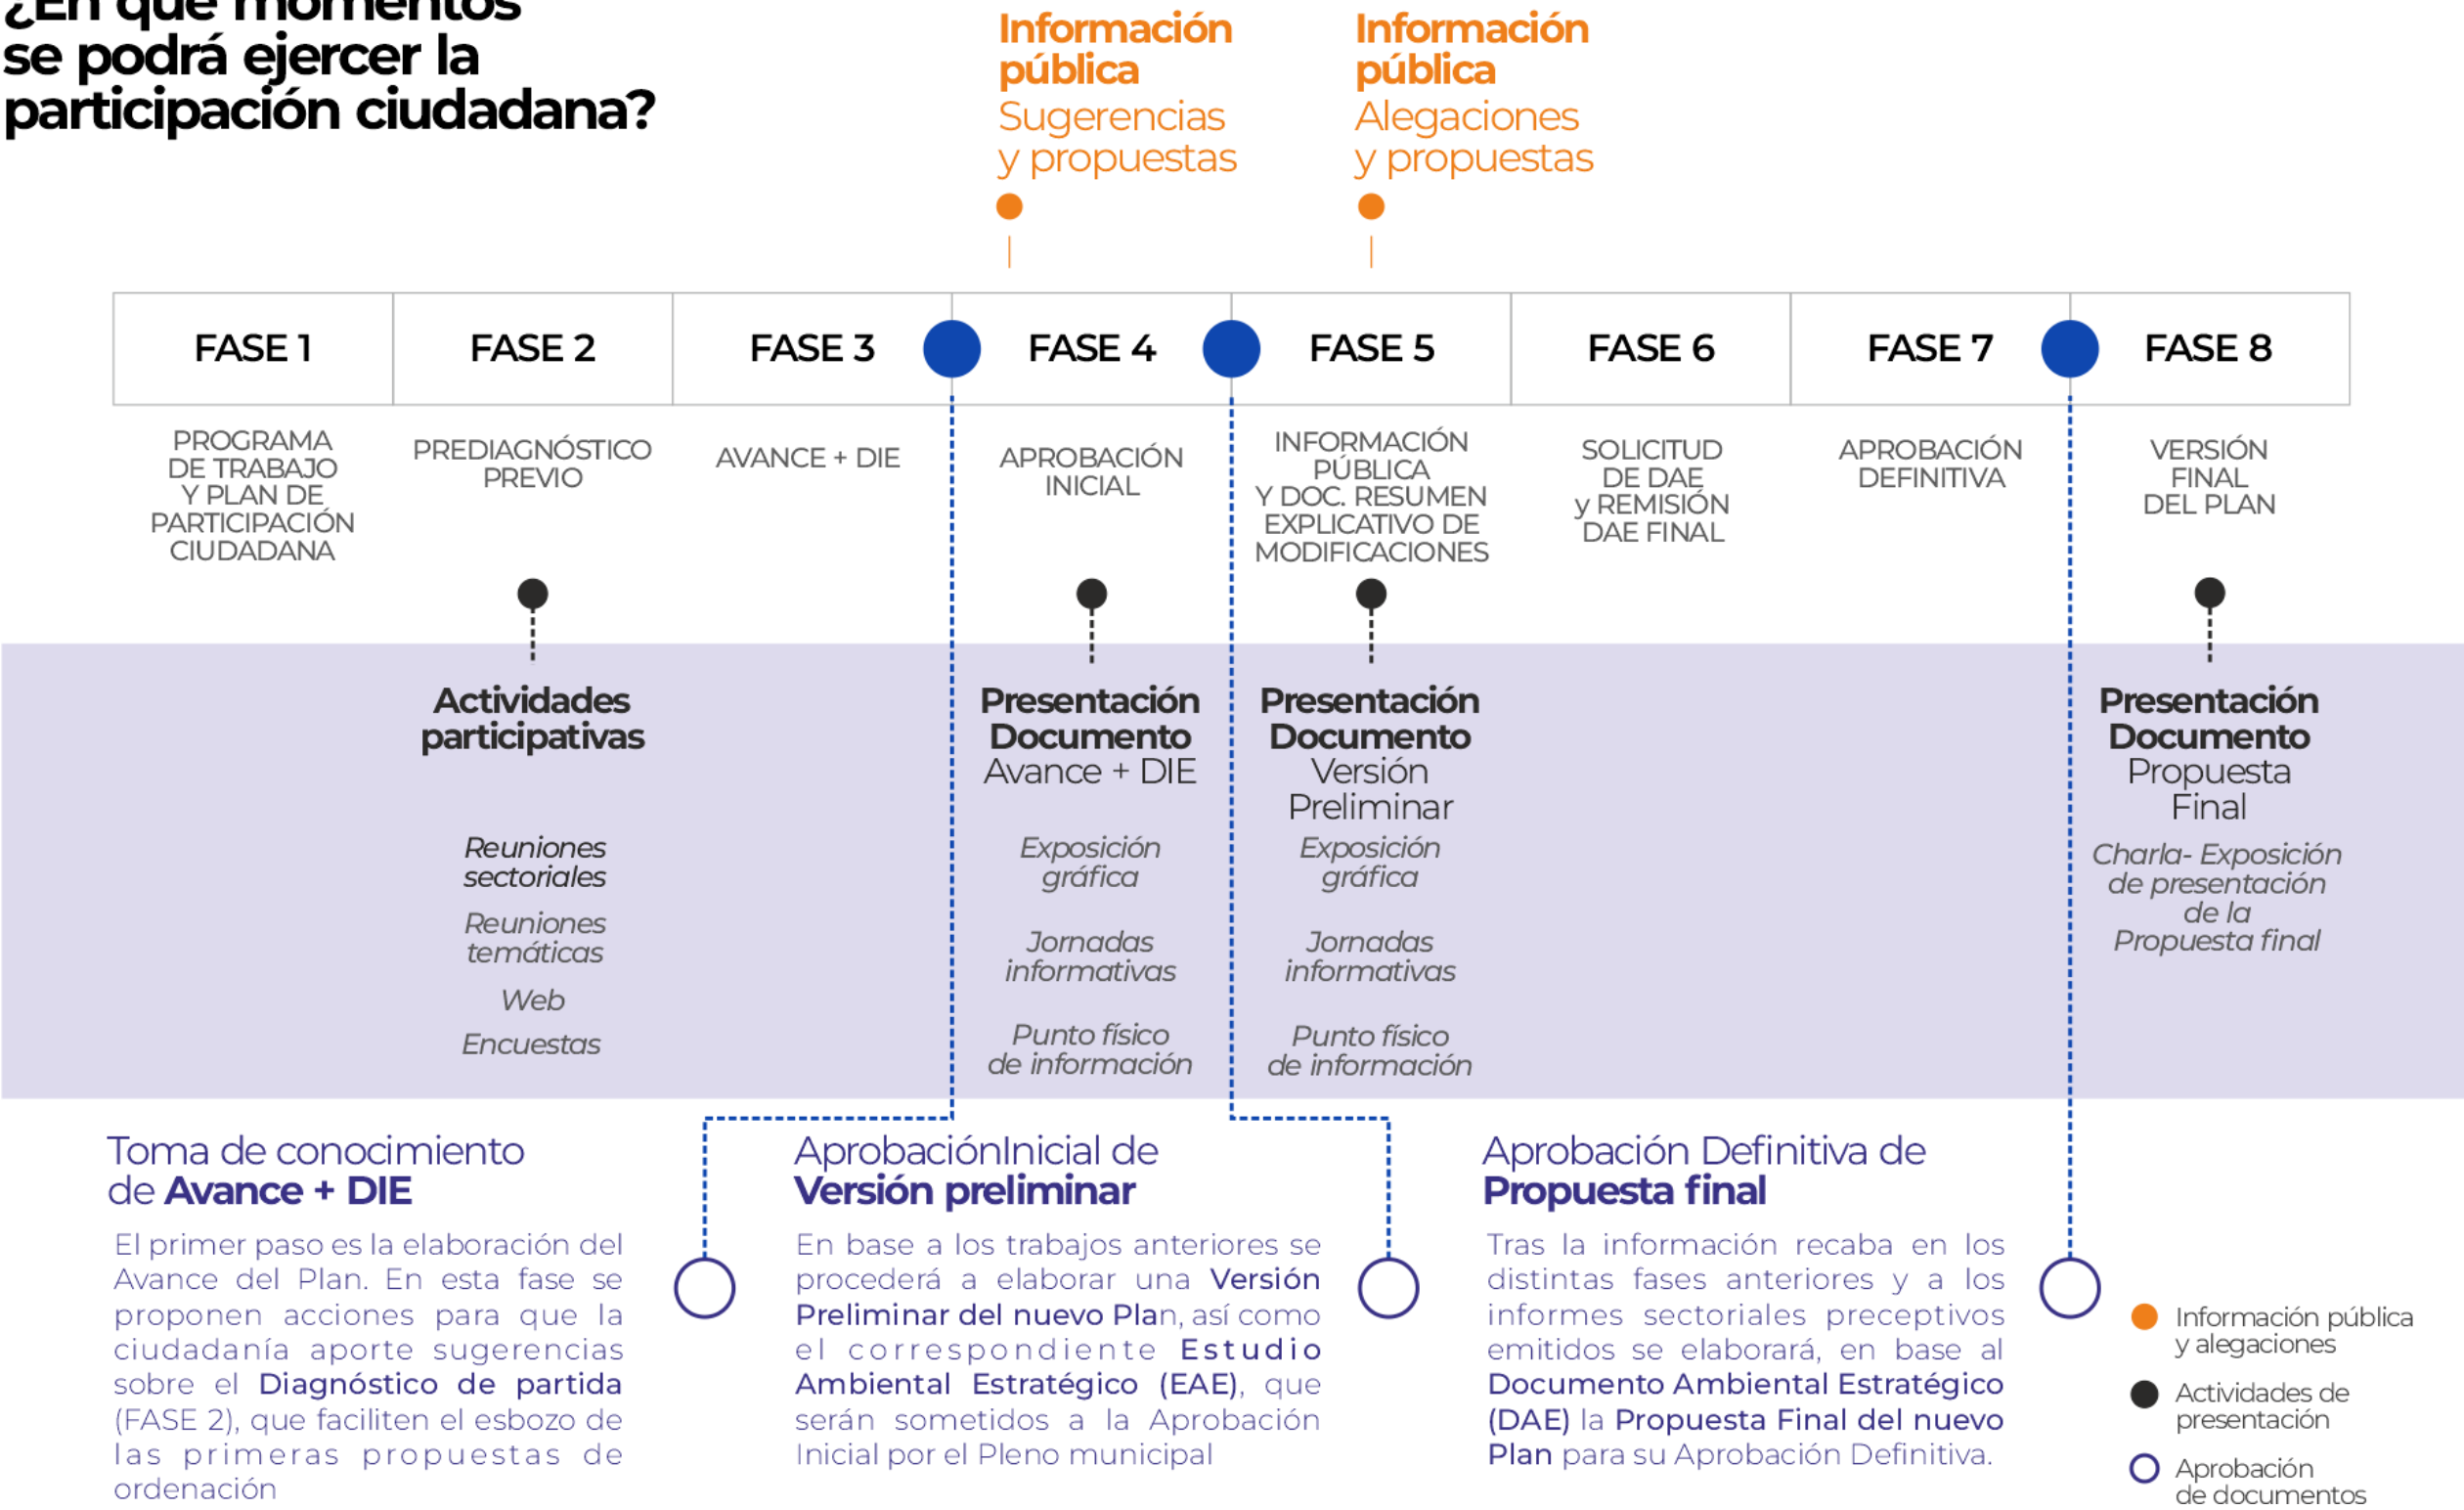 ¿En qué momentos
se podrá ejercer la
participación ciudadana?
Información
pública
Sugerencias
y propuestas
Información
pública
Alegaciones
y propuestas
FASE 1
FASE 2
FASE 3
FASE 4
FASE 5
FASE 6
FASE 7
FASE 8
PROGRAMA
DE TRABAJO
Y PLAN DE
PARTICIPACIÓN
CIUDADANA
PREDIAGNÓSTICO
PREVIO
AVANCE + DIE
APROBACIÓN
INICIAL
INFORMACIÓN
PÚBLICA
Y DOC. RESUMEN
EXPLICATIVO DE
MODIFICACIONES
SOLICITUD
DE DAE
y REMISIÓN
DAE FINAL
APROBACIÓN
DEFINITIVA
VERSIÓN
FINAL
DEL PLAN
Actividades
participativas
Reuniones
sectoriales
Reuniones
temáticas
Web
Encuestas
Presentación
Documento
Avance + DIE
Exposición
gráfica
Jornadas
informativas
Punto físico
de información
Presentación
Documento
Versión
Preliminar
Exposición
gráfica
Jornadas
informativas
Punto físico
de información
Presentación
Documento
Propuesta
Final
Charla- Exposición
de presentación
de la
Propuesta final
Toma de conocimiento
de Avance + DIE
El primer paso es la elaboración del
Avance del Plan. En esta fase se
proponen acciones para que la
ciudadanía aporte sugerencias
sobre el Diagnóstico de partida
(FASE 2), que faciliten el esbozo de
las primeras propuestas de
ordenación
AprobaciónInicial de
Versión preliminar
En base a los trabajos anteriores se
procederá a elaborar una Versión
Preliminar del nuevo Plan, así como
el correspondiente Estudio
Ambiental Estratégico (EAE), que
serán sometidos a la Aprobación
Inicial por el Pleno municipal
Aprobación Definitiva de
Propuesta final
Tras la información recaba en los
distintas fases anteriores y a los
informes sectoriales preceptivos
emitidos se elaborará, en base al
Documento Ambiental Estratégico
(DAE) la Propuesta Final del nuevo
Plan para su Aprobación Definitiva.
Información pública
y alegaciones
Actividades de
presentación
Aprobación
de documentos